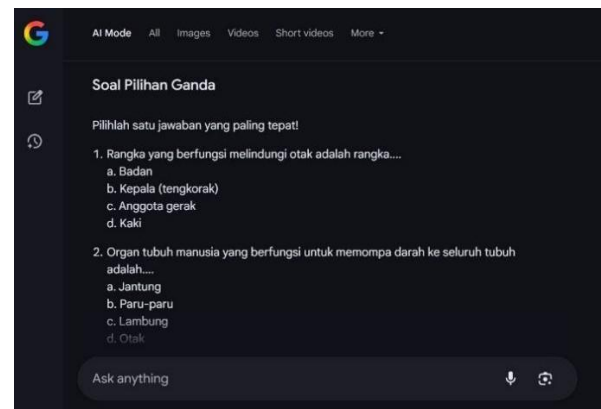 AI Mode All Images Videos Short videos More
Soal Pilihan Ganda
Pilihlah satu jawaban yang paling tepat!
1. Rangka yang berfungsi melindungi otak adalah rangka....
a. Badan
b. Kepala (tengkorak)
c. Anggota gerak
d. Kaki
2. Organ tubuh manusia yang berfungsi untuk memompa darah ke seluruh tubuh
adalah....
a. Jantung
b. Paru-paru
c. Lambung
d. Otak
Ask anything